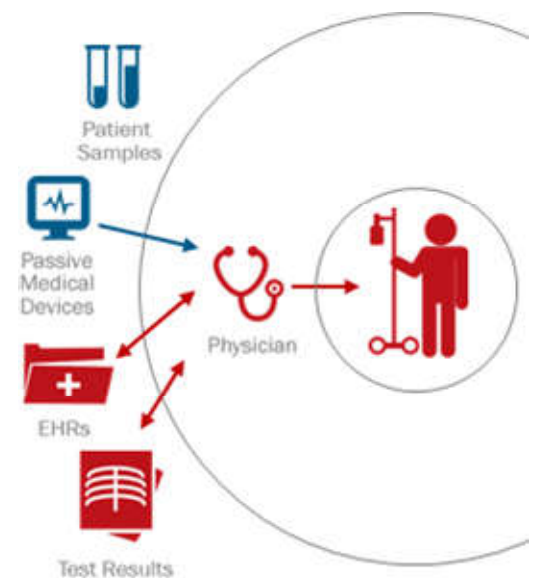 Patient
Samples
Passive
Medical
Devices
Physician
EHRs
Test Results